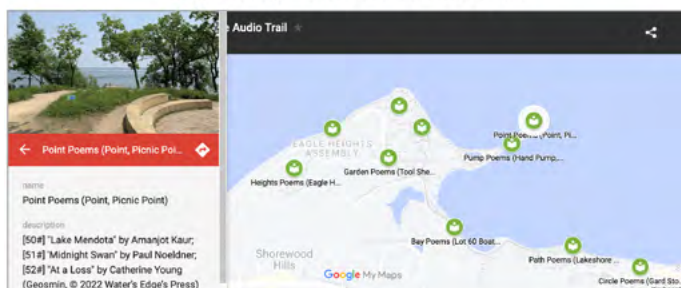 e Audio Trail
← Point Poems (Point, Picnic Poi...
name
Point Poems (Point, Picnic Point)
description
[50#] "Lake Mendota" by Amanjot Kaur;
[51#] "Midnight Swan" by Paul Noeldner;
[52#] "At a Loss" by Catherine Young
(Geosmin, © 2022 Water's Edge's Press)
Point Poems (Point, Pi...
EAGLE HEIGHTS
ASSEMBLY
Pump Poems (Hand Pump,...
Garden Poems (Tool She...
Heights Poems (Eagle H...
Bay Poems (Lot 60 Boat...
Shorewood
Hills
Path Poems (Lakeshore ...
Google My Maps
Circle Poems (Gard Sto...